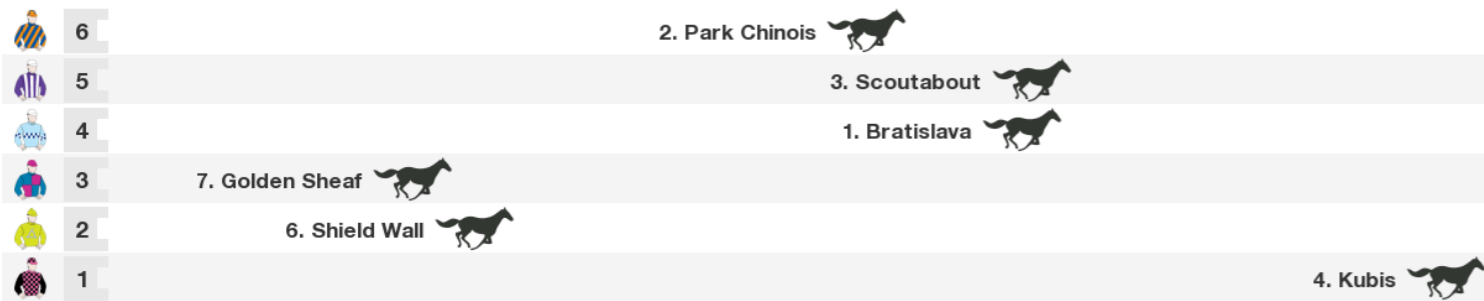 6 2. Park Chinois
5 3. Scoutabout
4 1. Bratislava
3 7. Golden Sheaf
2 6. Shield Wall
1 4. Kubis